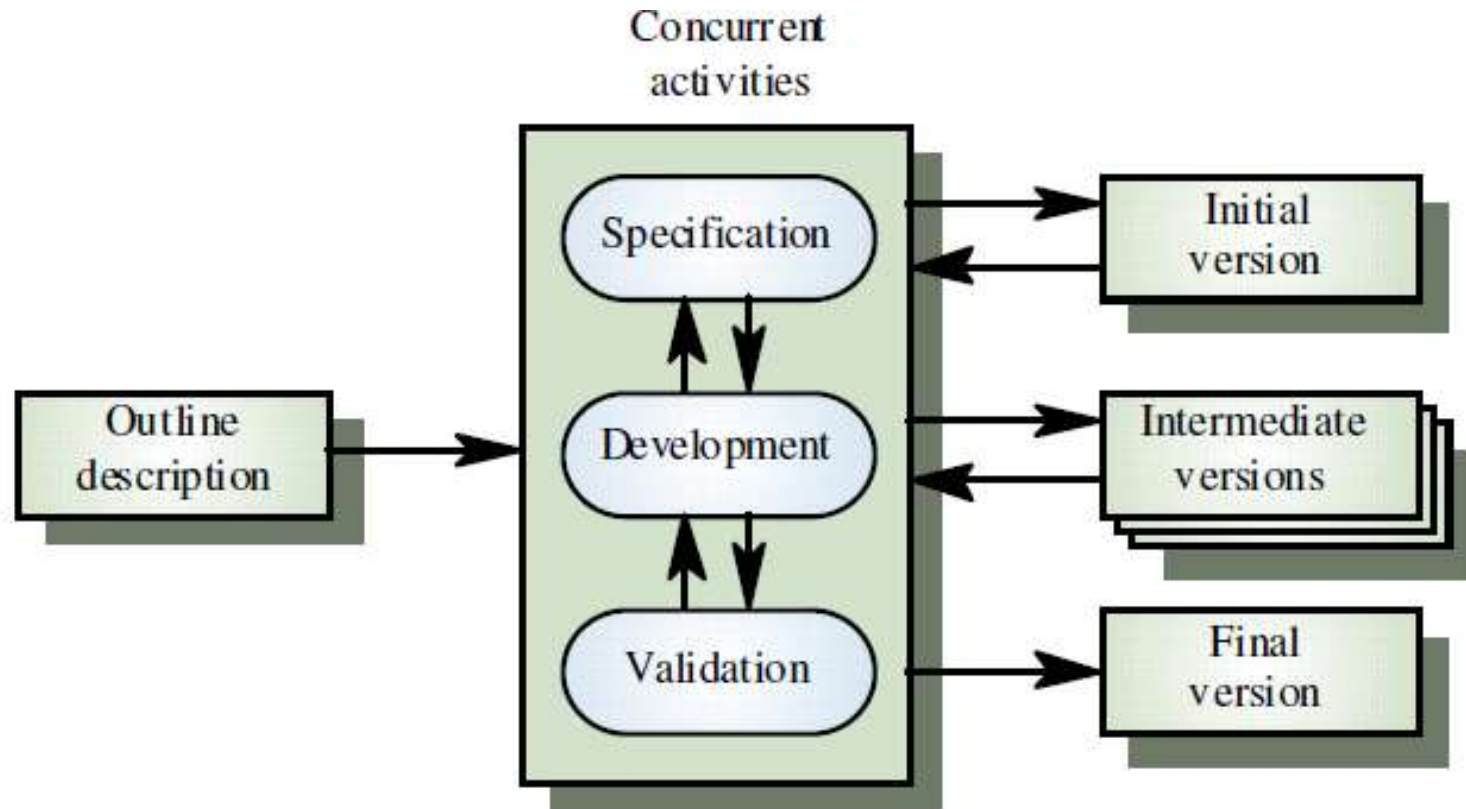 Concurrent
activities
Specification
Initial
version
Outline
description
Development
Intermediate
versions
Validation
Final
version